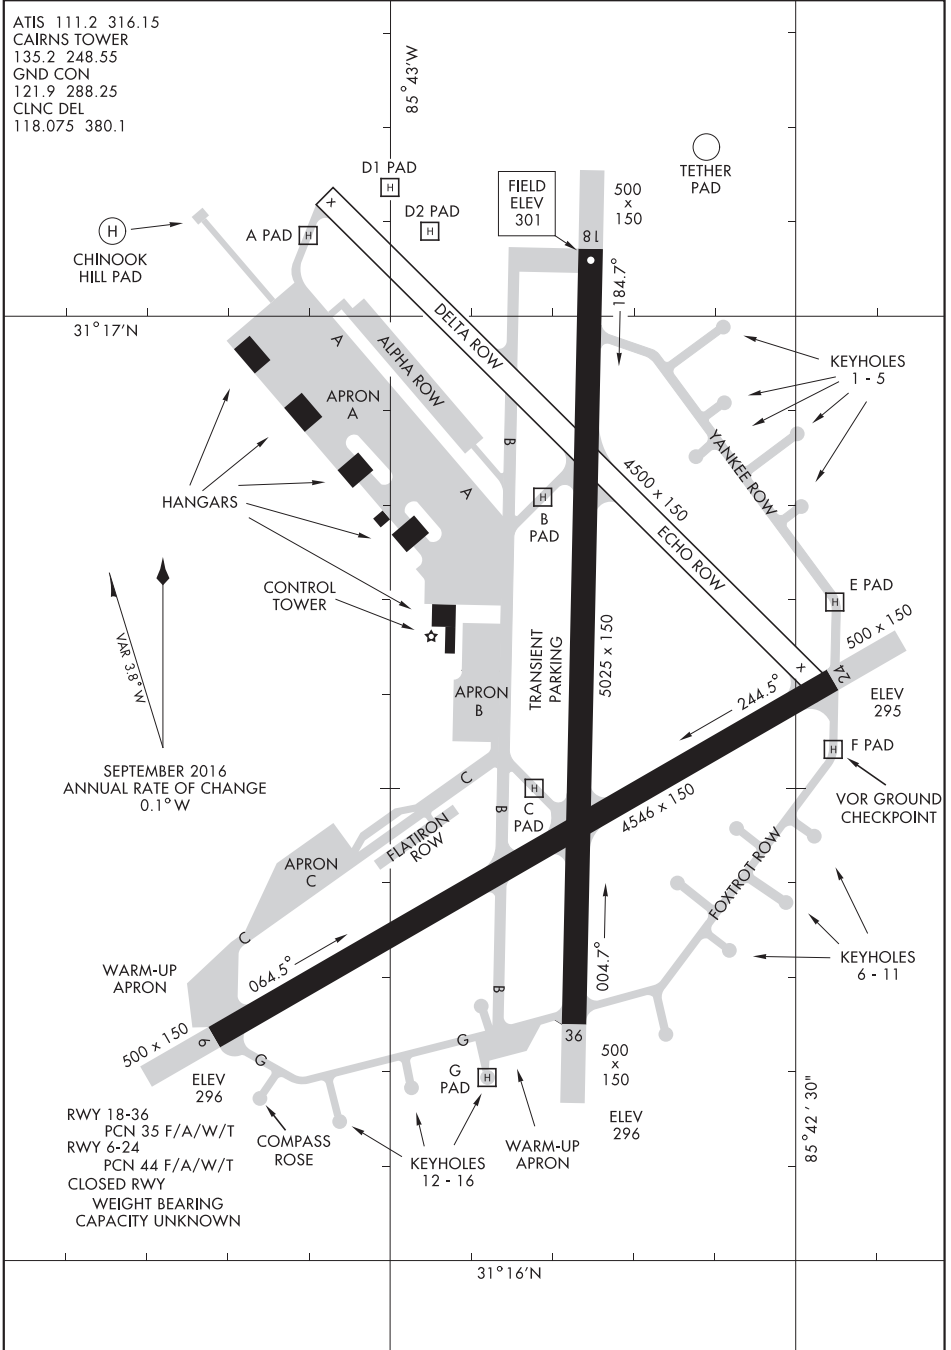 ATIS 111.2 316.15
CAIRNS TOWER
135.2 248.55
GND CON
121.9 288.25
CLNC DEL
118.075 380.1
85°43'W
D1 PAD
H
D2 PAD
H
A PAD H
H
CHINOOK
HILL PAD
x
FIELD
ELEV
301
500
x
150
TETHER
PAD
18
184.7°
31°17'N
DELTA ROW
ALPHA ROW
A
APRON
A
A
KEYHOLES
1 - 5
YANKEE ROW
B
4500 x 150
ECHO ROW
HANGARS
H
B
PAD
CONTROL
TOWER
E PAD
H
500 x 150
VAR 3.8° W
TRANSIENT
PARKING
5025 x 150
x
24
ELEV
295
244.5°
APRON
B
SEPTEMBER 2016
ANNUAL RATE OF CHANGE
0.1° W
H F PAD
VOR GROUND
CHECKPOINT
C
H
C
PAD
B
4546 x 150
FLATIRON
ROW
APRON
C
FOXTROT ROW
C
KEYHOLES
6 - 11
WARM-UP
APRON
064.5°
004.7°
B
500 x 150
6
G
G
36
500
x
150
G
PAD
H
ELEV
296
ELEV
296
RWY 18-36
PCN 35 F/A/W/T
RWY 6-24
PCN 44 F/A/W/T
CLOSED RWY
WEIGHT BEARING
CAPACITY UNKNOWN
COMPASS
ROSE
KEYHOLES
12 - 16
WARM-UP
APRON
85°42' 30"
31°16'N